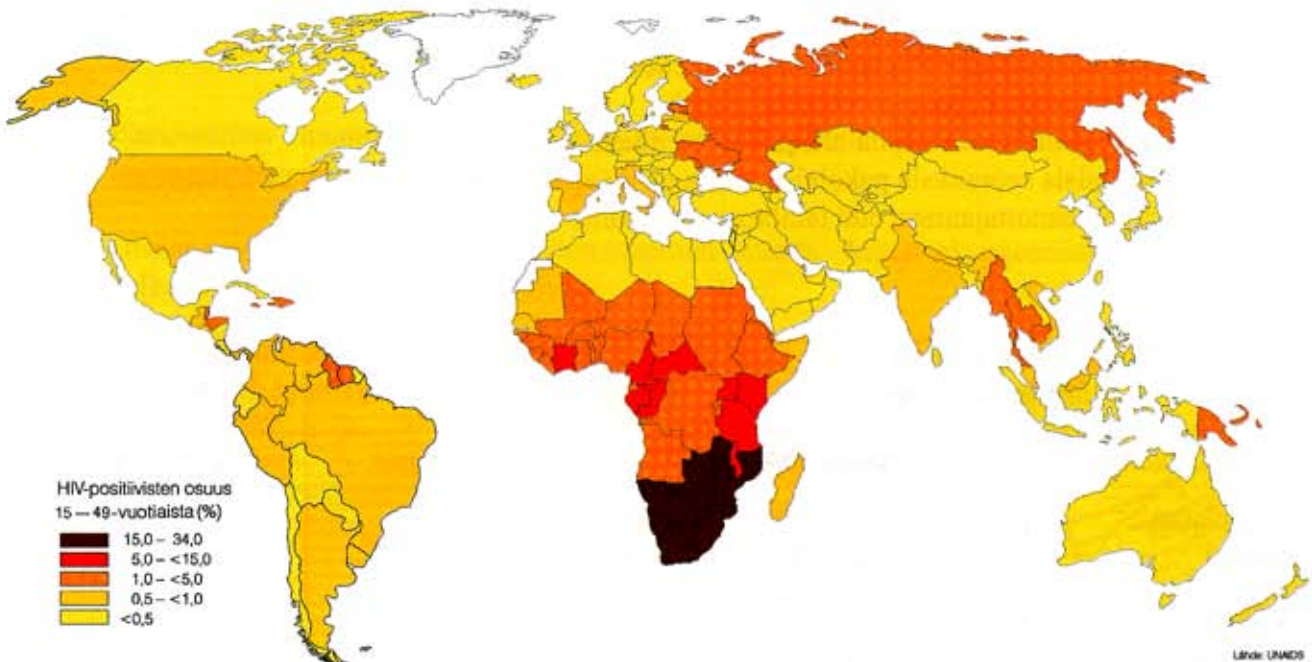 HIV-positiivisten osuus
15 — 49-vuotiaista (%)
15,0 – 34,0
5,0 – <15,0
1,0 – <5,0
0,5 – <1,0
<0,5
Lähde: UNAIDS